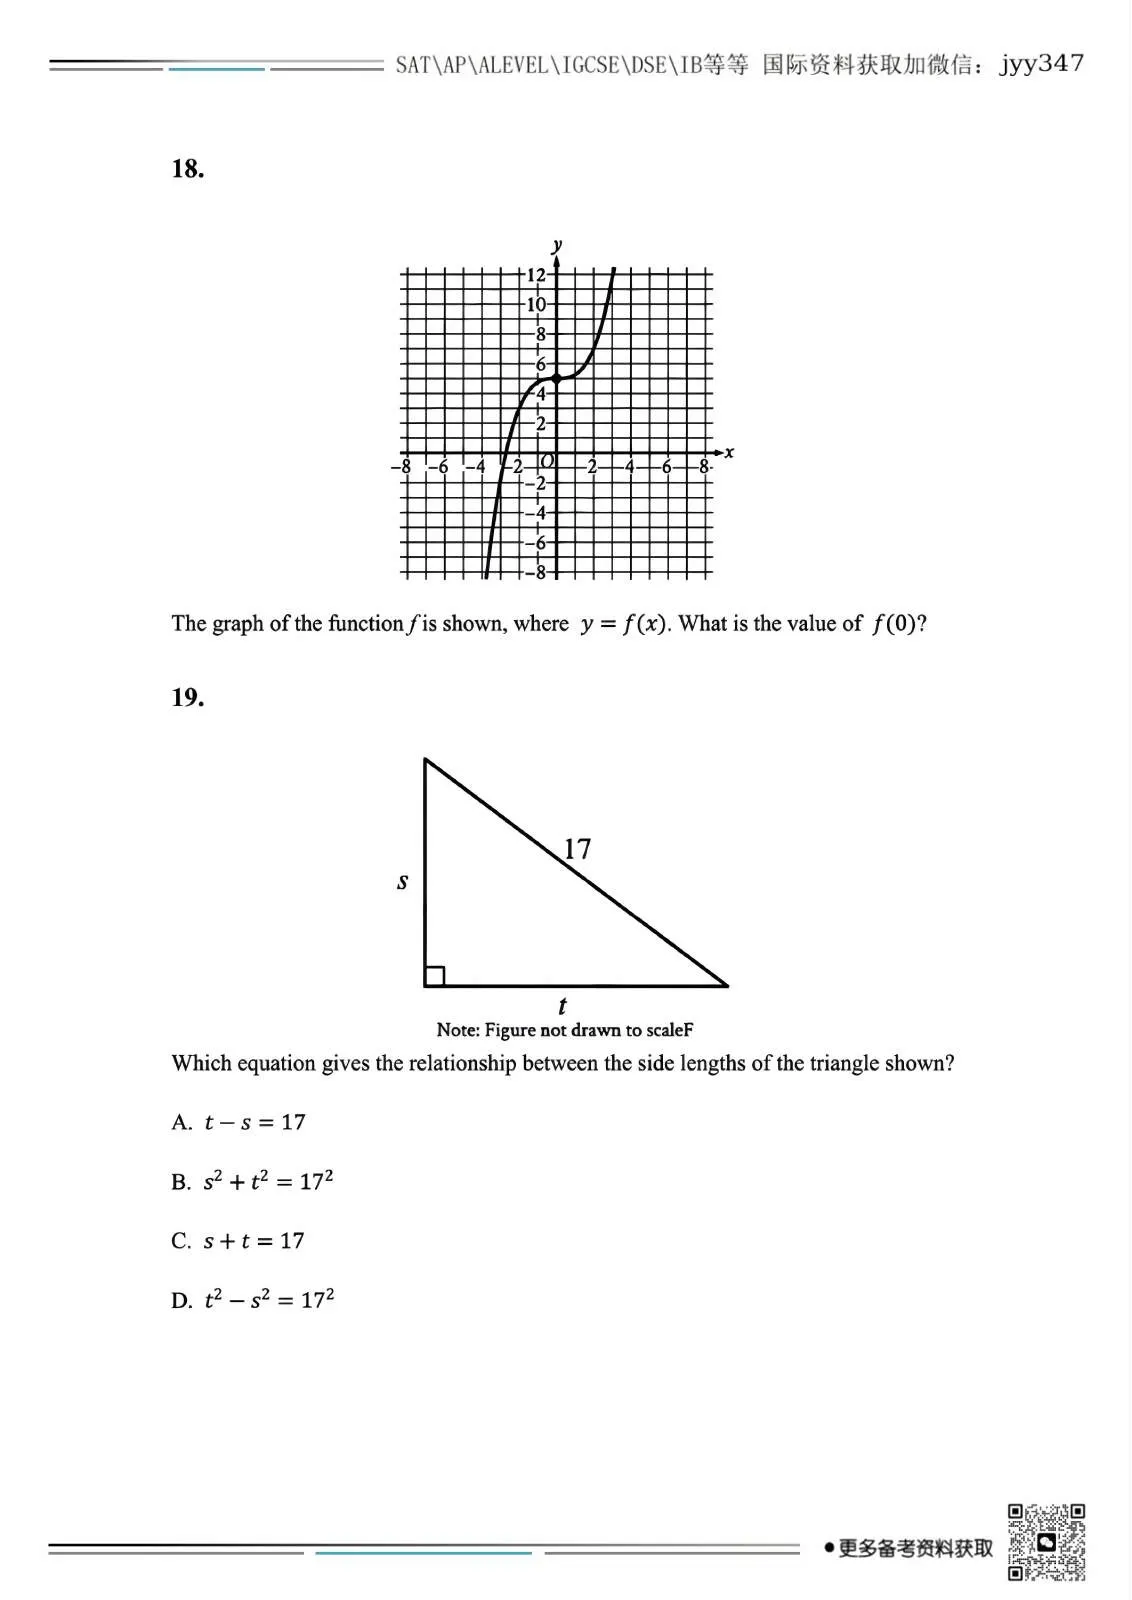 SAT\AP\ALEVEL\IGCSE\DSE\IB等等 国际资料获取加微信: jyy347
18.
y
12
10
8
6
4
2
-8 -6 -4 -2 O 2 4 6 8 x
-2
-4
-6
-8
The graph of the function f is shown, where y = f(x). What is the value of f(0)?
19.
17
s
t
Note: Figure not drawn to scaleF
Which equation gives the relationship between the side lengths of the triangle shown?
A. t − s = 17
B. s² + t² = 17²
C. s + t = 17
D. t² − s² = 17²
●更多备考资料获取